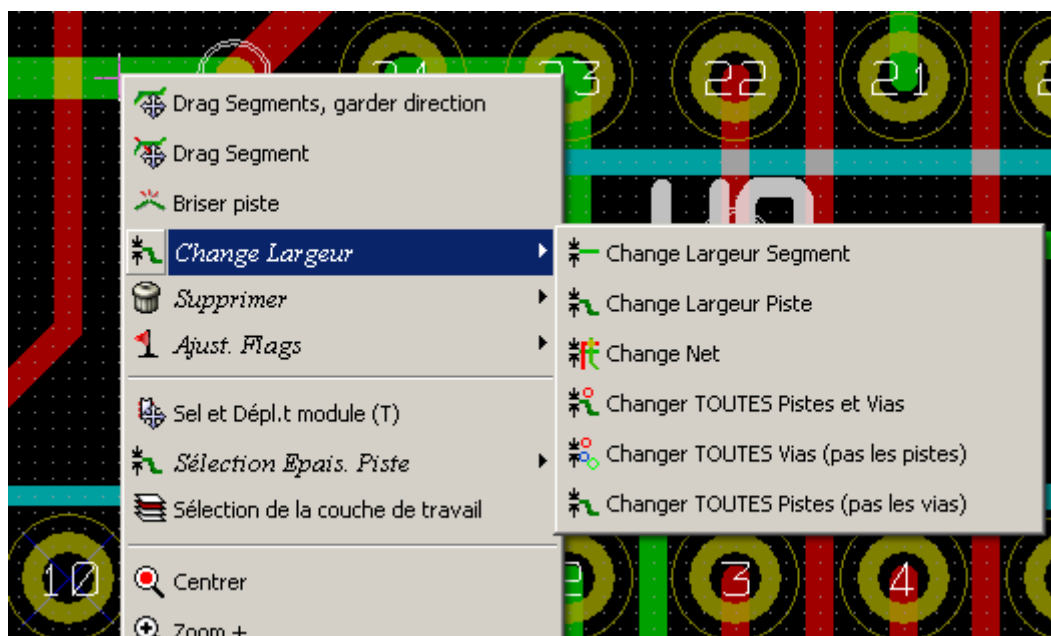 24 23 22 21 2
Drag Segments, garder direction
Drag Segment
Briser piste
Change Largeur
Supprimer
Ajust. Flags
Sel et Dépl.t module (T)
Sélection Epais. Piste
Sélection de la couche de travail
Centrer
Zoom +
Change Largeur Segment
Change Largeur Piste
Change Net
Changer TOUTES Pistes et Vias
Changer TOUTES Vias (pas les pistes)
Changer TOUTES Pistes (pas les vias)
10 2 3 4